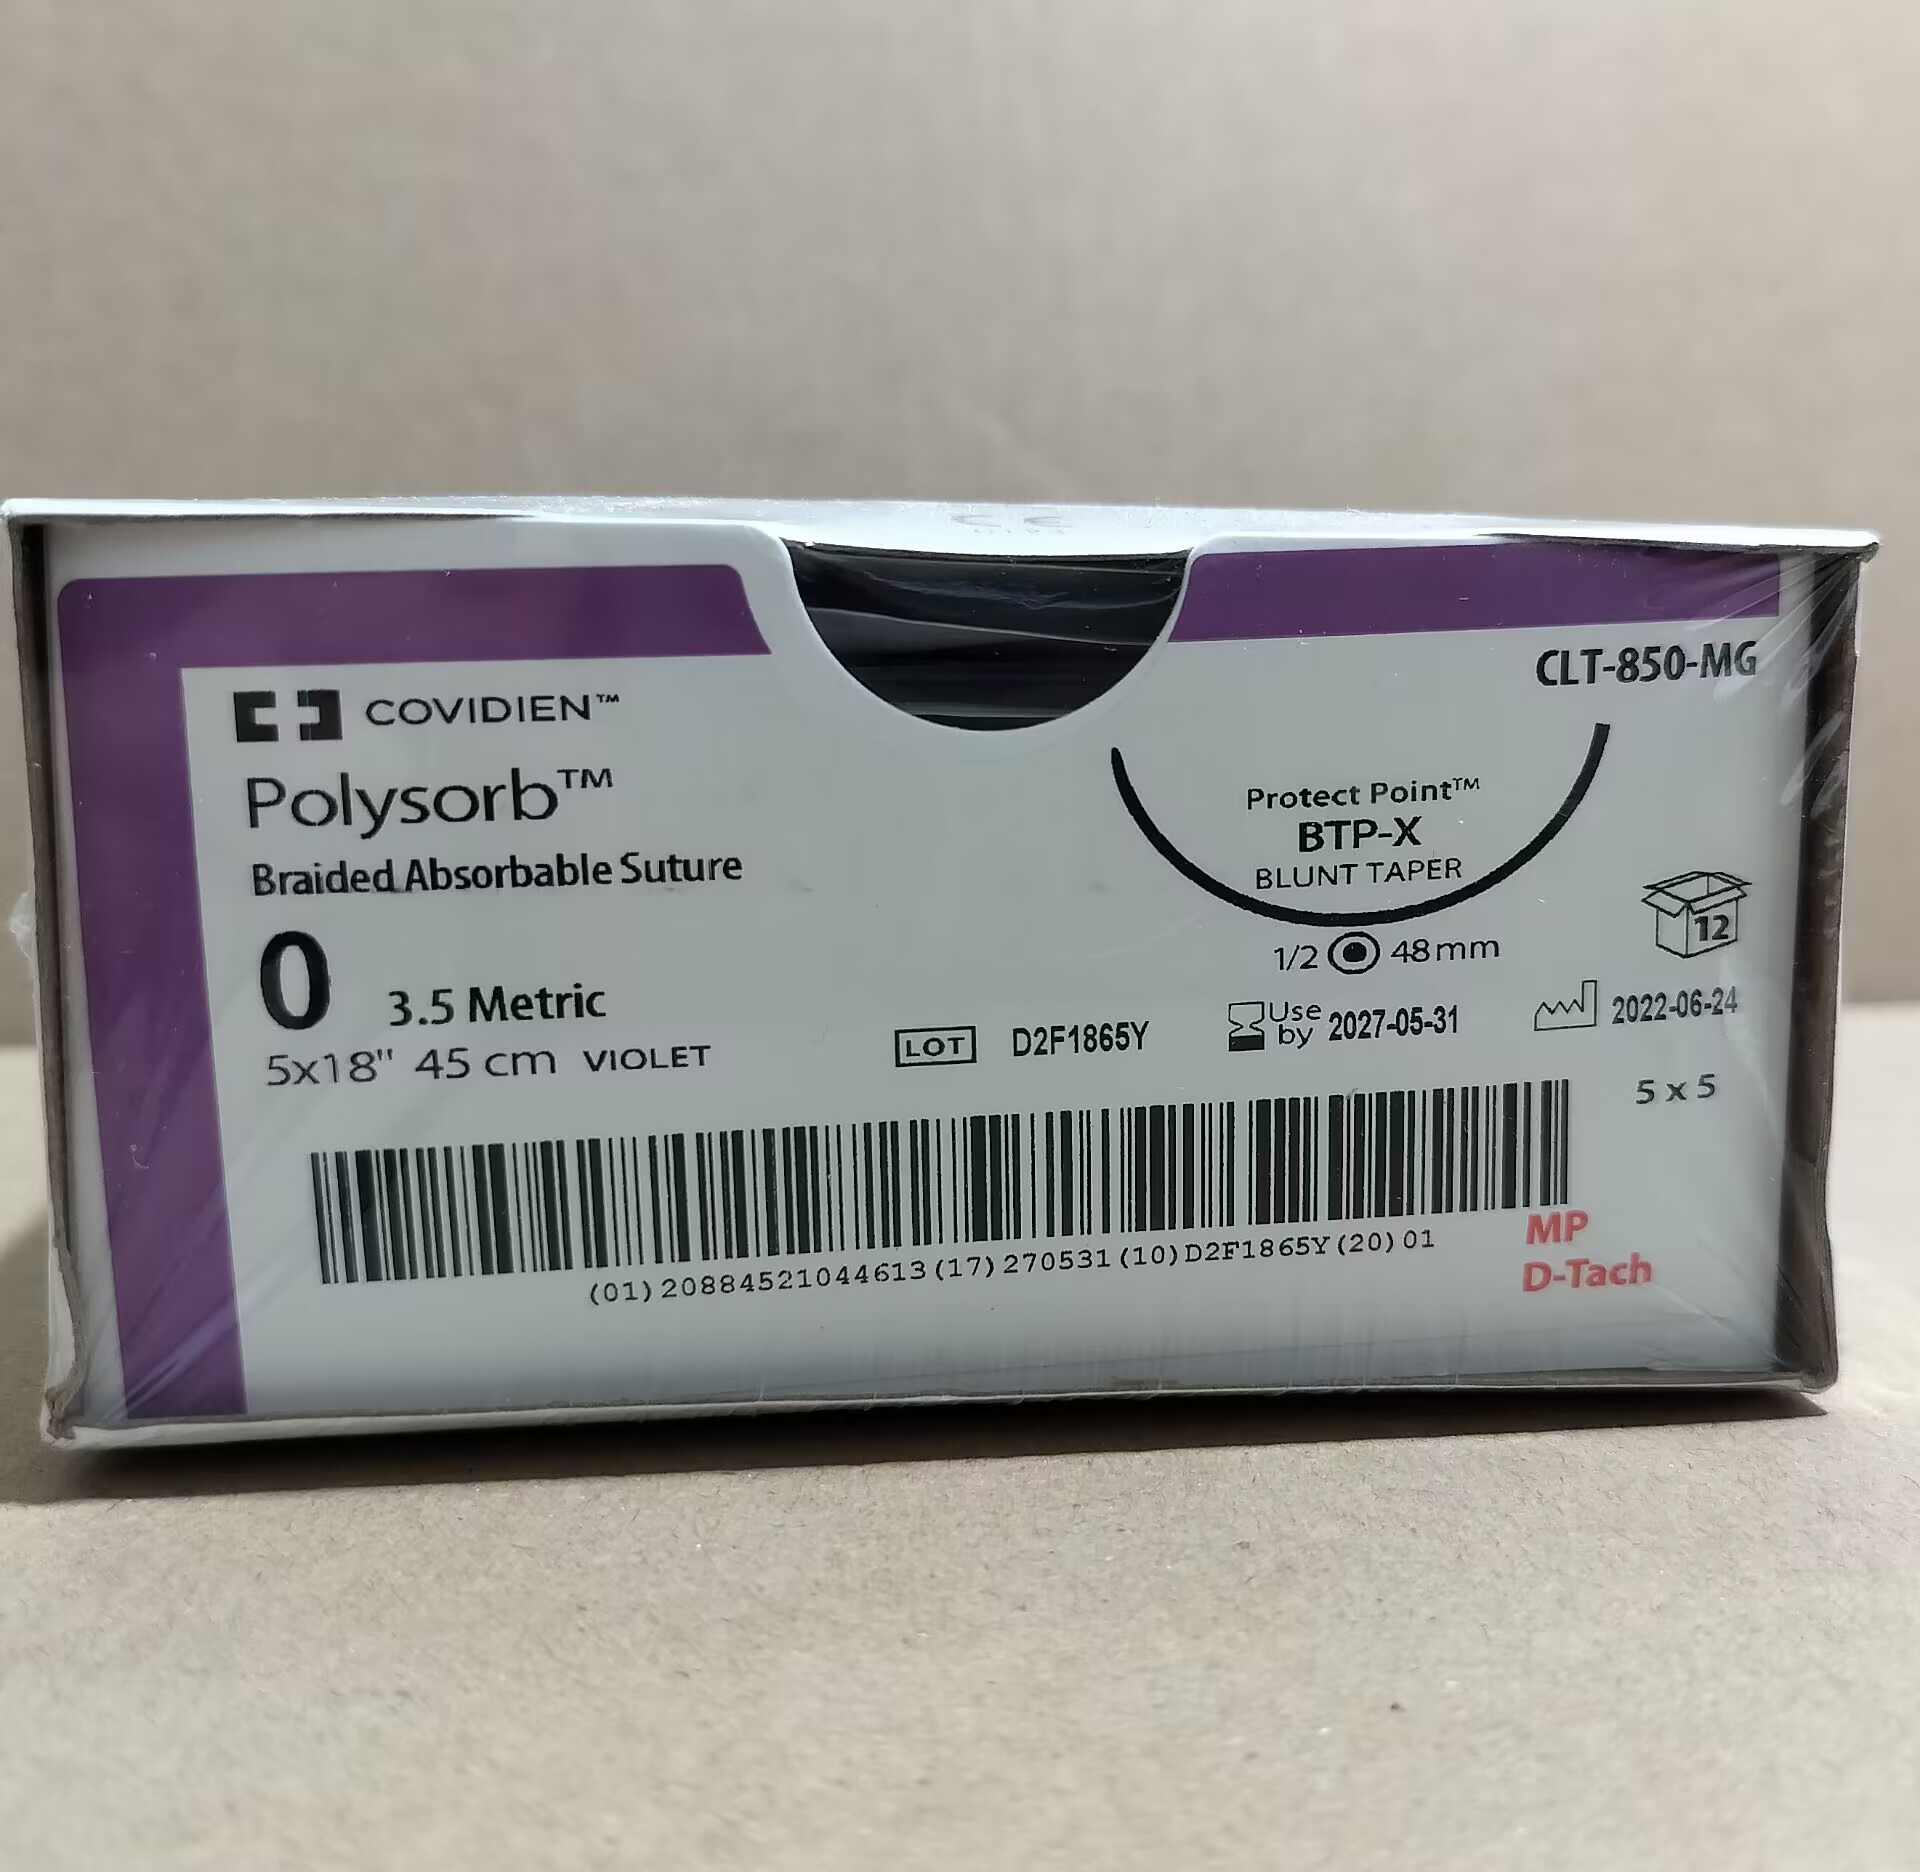 COVIDIEN™
Polysorb™
Braided Absorbable Suture
0 3.5 Metric
5x18" 45 cm VIOLET
CLT-850-MG
Protect Point™
BTP-X
BLUNT TAPER
1/2 48mm
12
LOT D2F1865Y
Use by 2027-05-31
2022-06-24
5 x 5
(01)20884521044613(17)270531(10)D2F1865Y(20)01
MP
D-Tach